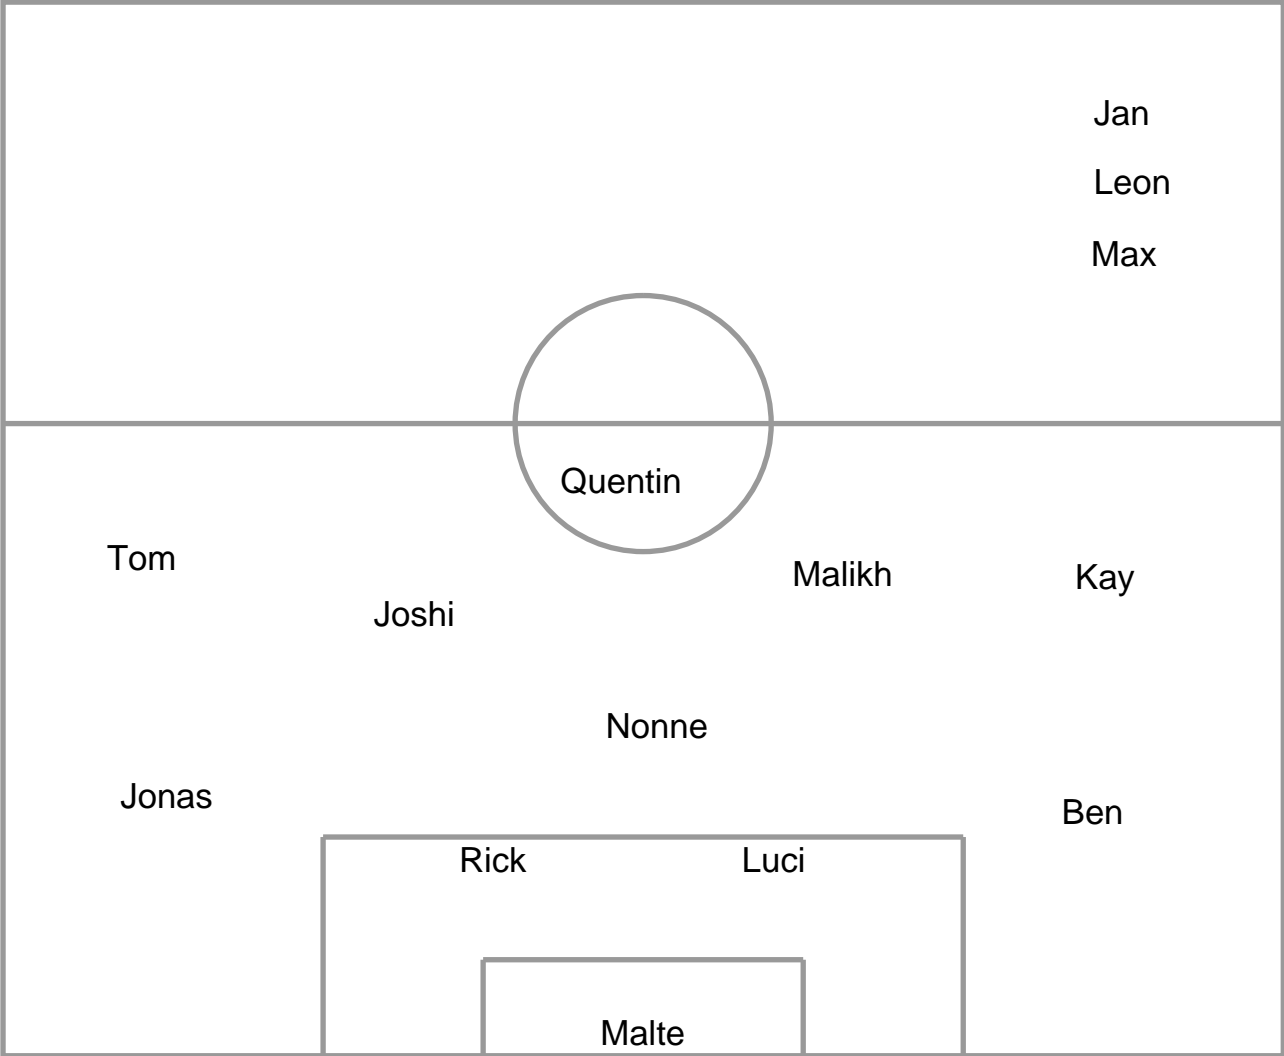 Jan
Leon
Max
Quentin
Tom
Malikh
Kay
Joshi
Nonne
Jonas
Ben
Rick
Luci
Malte